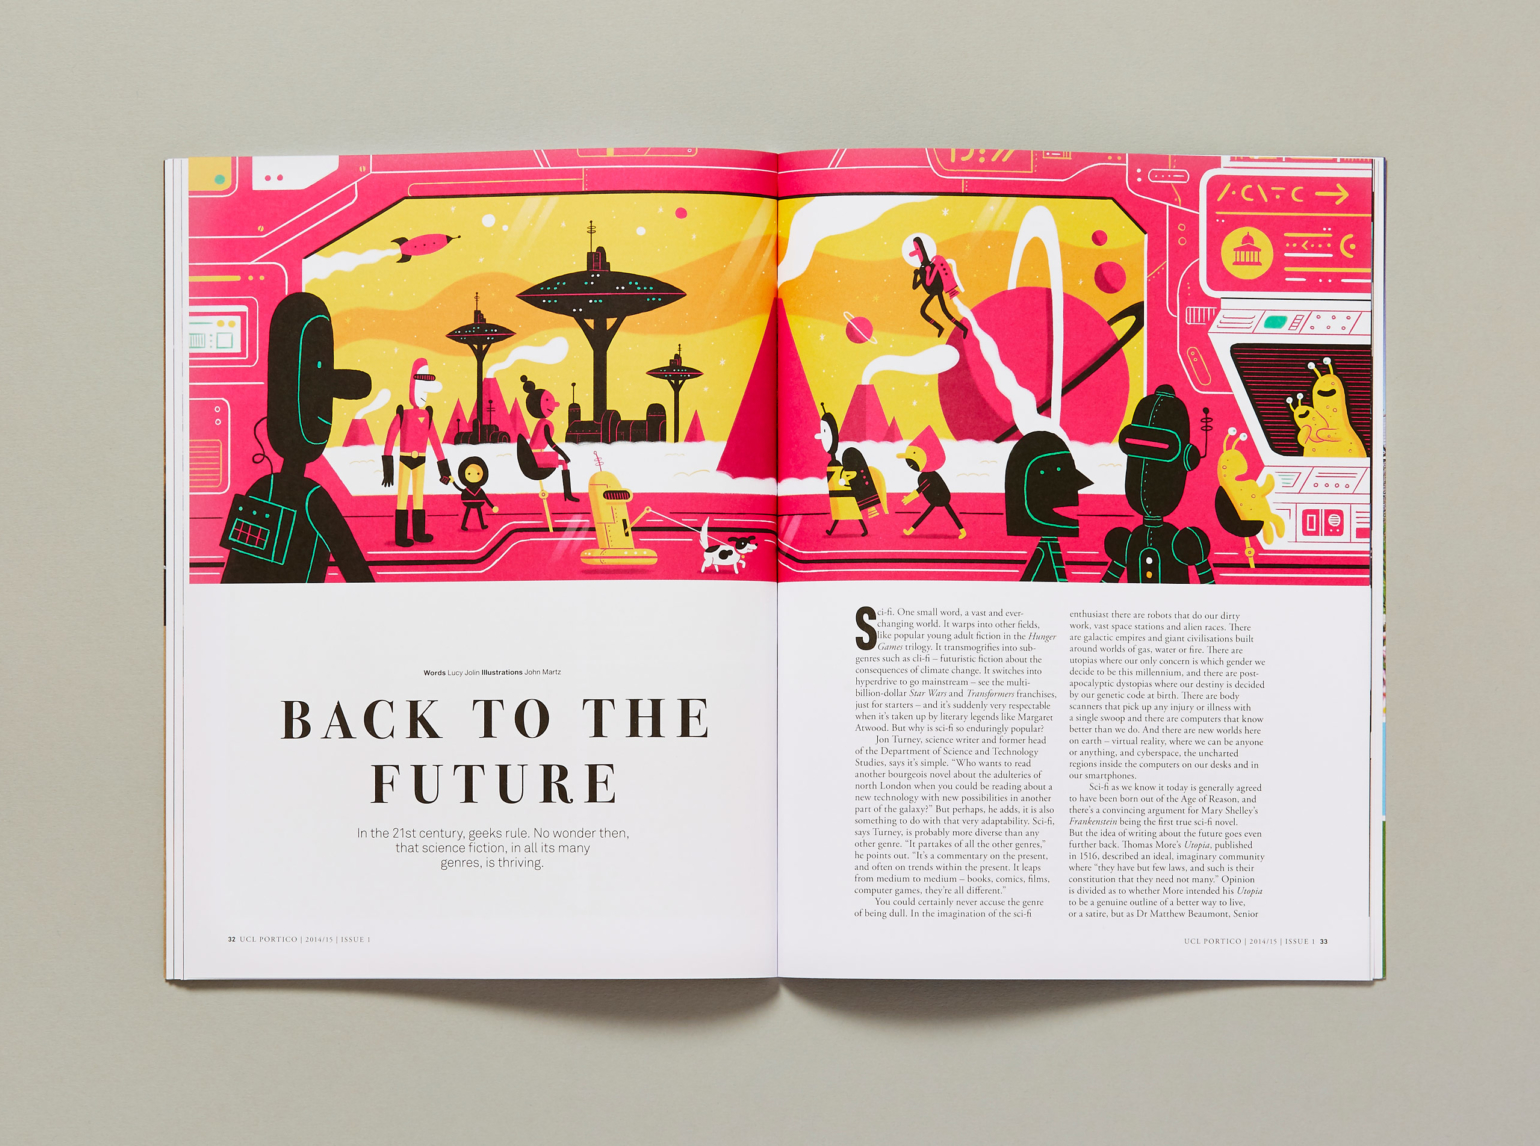 Words Lucy Jolin Illustrations John Martz
BACK TO THE
FUTURE
In the 21st century, geeks rule. No wonder then,
that science fiction, in all its many
genres, is thriving.
32 UCL PORTICO | 2014/15 | ISSUE 1
Sci-fi. One small word, a vast and ever-
changing world. It warps into other fields,
like popular young adult fiction in the Hunger
Games trilogy. It transmogrifies into sub-
genres such as cli-fi – futuristic fiction about the
consequences of climate change. It switches into
hyperdrive to go mainstream – see the multi-
billion-dollar Star Wars and Transformers franchises,
just for starters – and it's suddenly very respectable
when it's taken up by literary legends like Margaret
Atwood. But why is sci-fi so enduringly popular?
Jon Turney, science writer and former head
of the Department of Science and Technology
Studies, says it's simple. “Who wants to read
another bourgeois novel about the adulteries of
north London when you could be reading about a
new technology with new possibilities in another
part of the galaxy?” But perhaps, he adds, it is also
something to do with that very adaptability. Sci-fi,
says Turney, is probably more diverse than any
other genre. “It partakes of all the other genres,”
he points out. “It's a commentary on the present,
and often on trends within the present. It leaps
from medium to medium – books, comics, films,
computer games, they're all different.”
You could certainly never accuse the genre
of being dull. In the imagination of the sci-fi
enthusiast there are robots that do our dirty
work, vast space stations and alien races. There
are galactic empires and giant civilisations built
around worlds of gas, water or fire. There are
utopias where our only concern is which gender we
decide to be this millennium, and there are post-
apocalyptic dystopias where our destiny is decided
by our genetic code at birth. There are body
scanners that pick up any injury or illness with
a single swoop and there are computers that know
better than we do. And there are new worlds here
on earth – virtual reality, where we can be anyone
or anything, and cyberspace, the uncharted
regions inside the computers on our desks and in
our smartphones.
Sci-fi as we know it today is generally agreed
to have been born out of the Age of Reason, and
there's a convincing argument for Mary Shelley's
Frankenstein being the first true sci-fi novel.
But the idea of writing about the future goes even
further back. Thomas More's Utopia, published
in 1516, described an ideal, imaginary community
where “they have but few laws, and such is their
constitution that they need not many.” Opinion
is divided as to whether More intended his Utopia
to be a genuine outline of a better way to live,
or a satire, but as Dr Matthew Beaumont, Senior
UCL PORTICO | 2014/15 | ISSUE 1 33